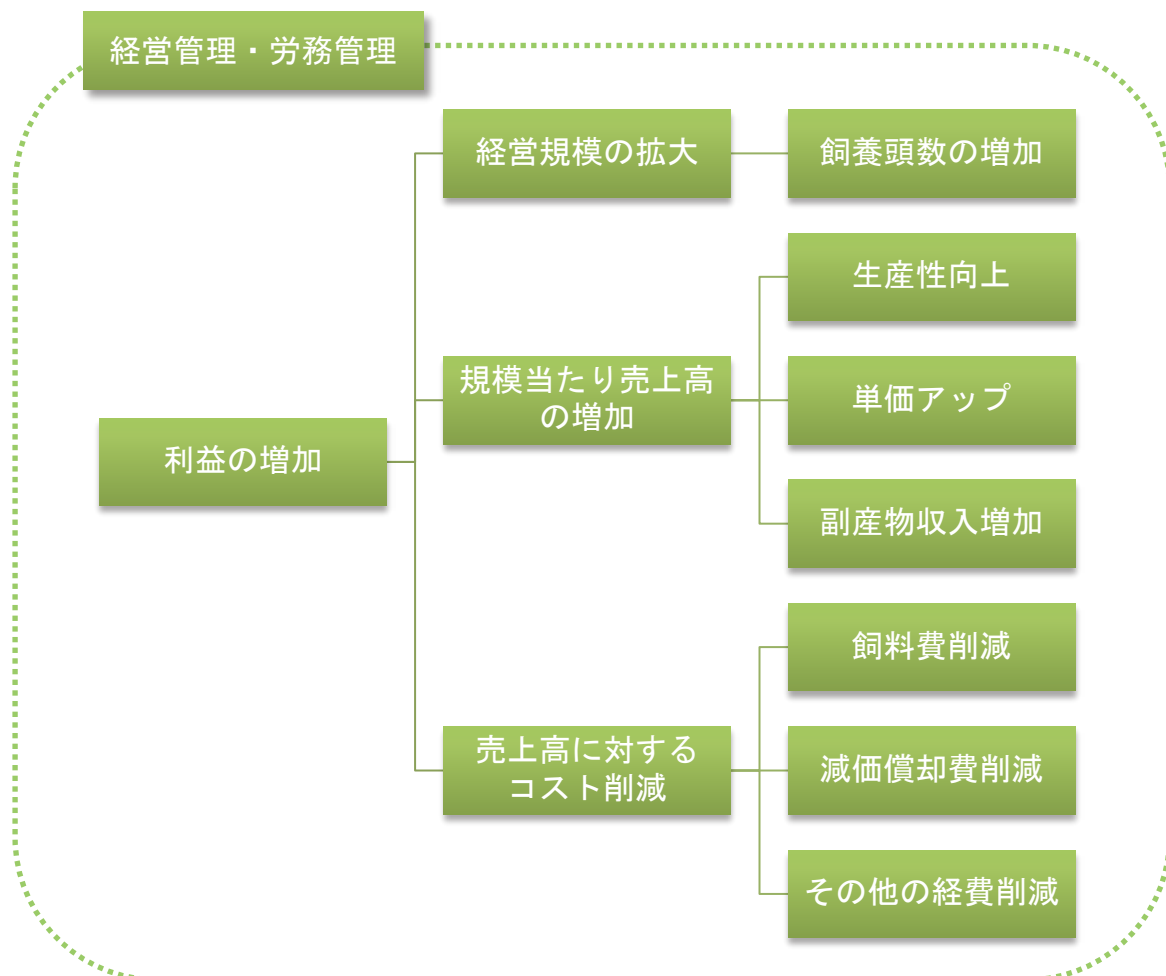 経営管理・労務管理
経営規模の拡大
飼養頭数の増加
生産性向上
規模当たり売上高
の増加
単価アップ
利益の増加
副産物収入増加
飼料費削減
売上高に対する
コスト削減
減価償却費削減
その他の経費削減